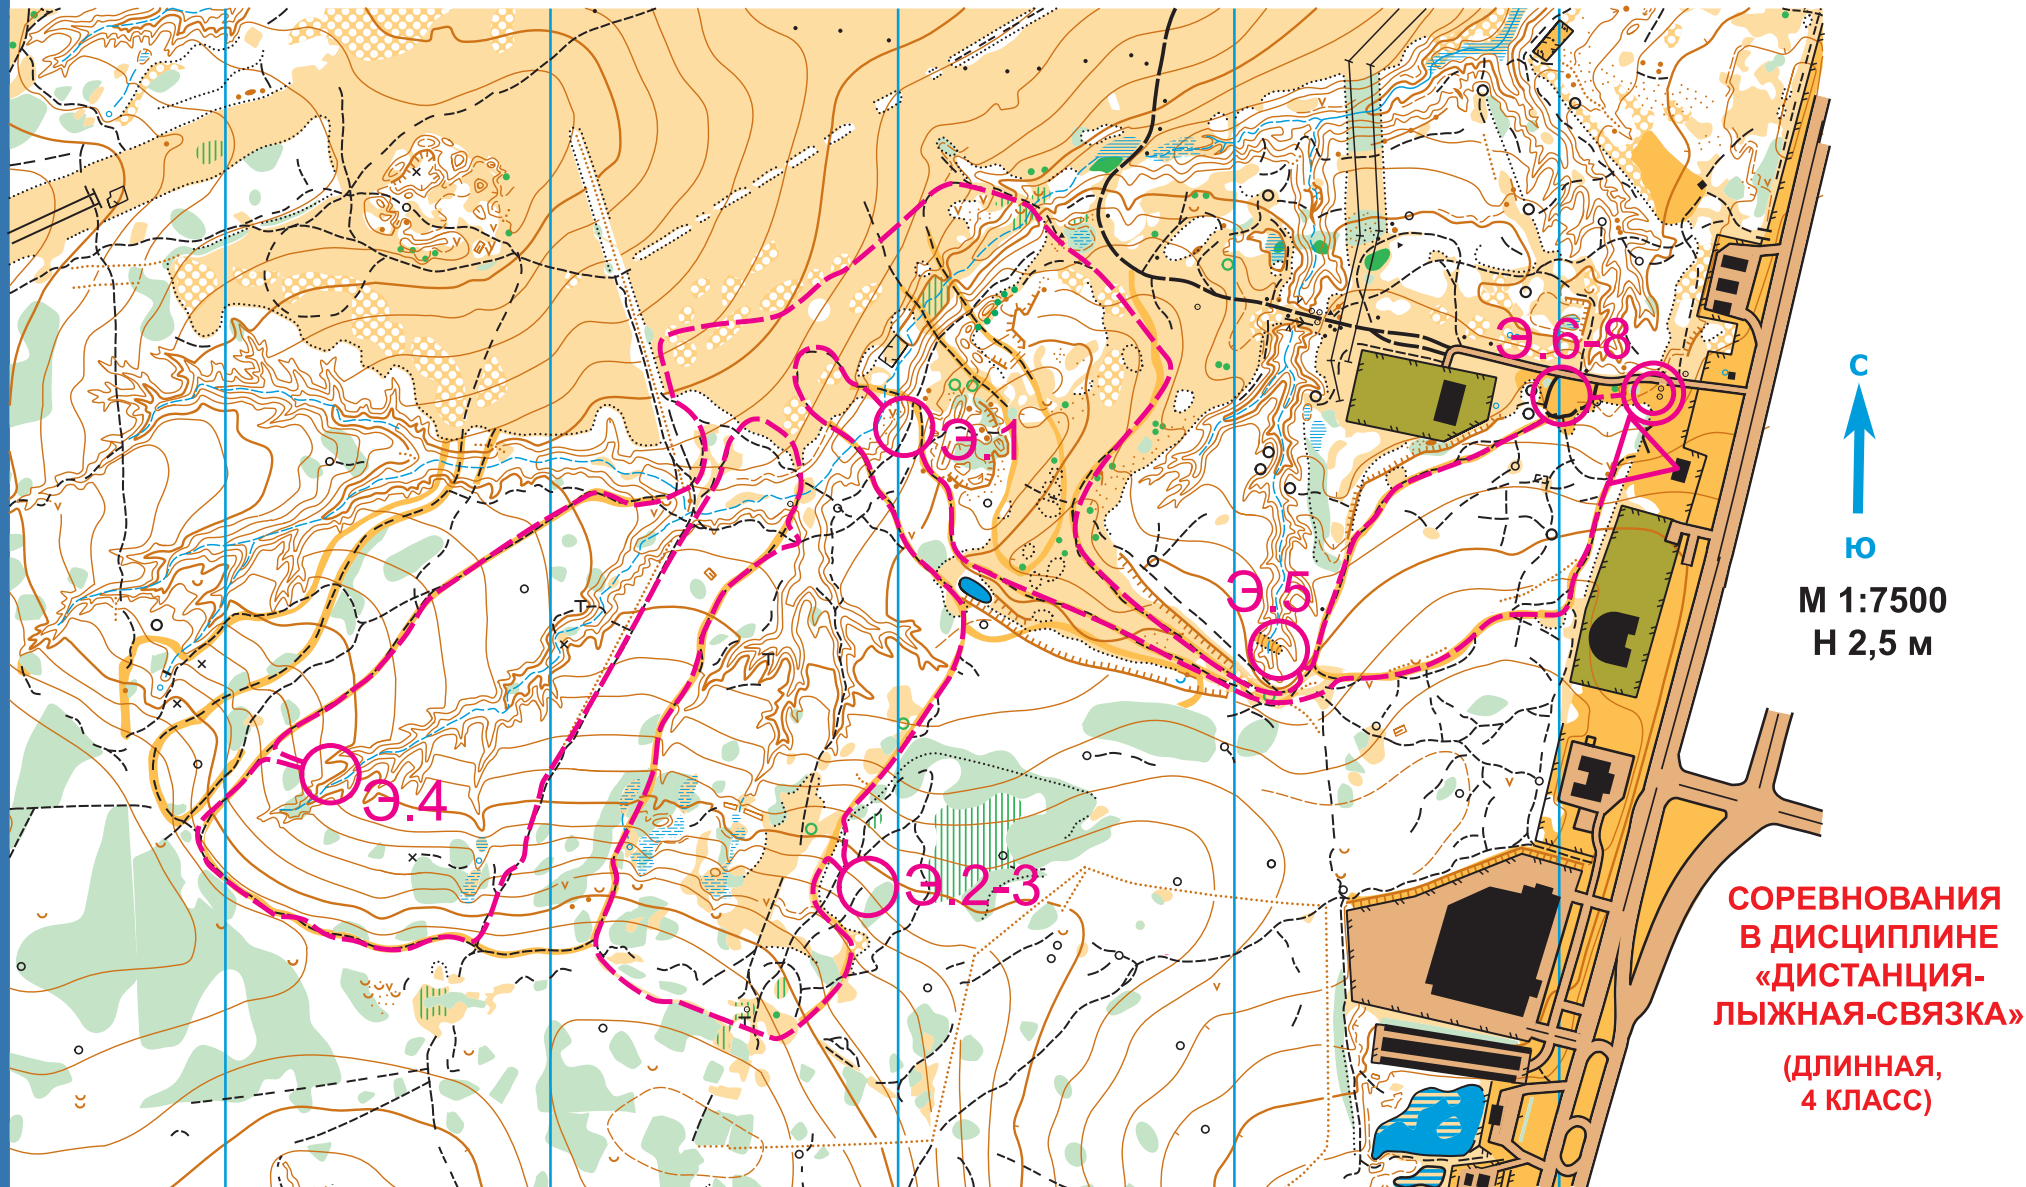 Э.6-8
Э.1
Э.5
Э.4
Э.2-3
С
Ю
М 1:7500
Н 2,5 м
СОРЕВНОВАНИЯ
В ДИСЦИПЛИНЕ
«ДИСТАНЦИЯ-
ЛЫЖНАЯ-СВЯЗКА»
(ДЛИННАЯ,
4 КЛАСС)